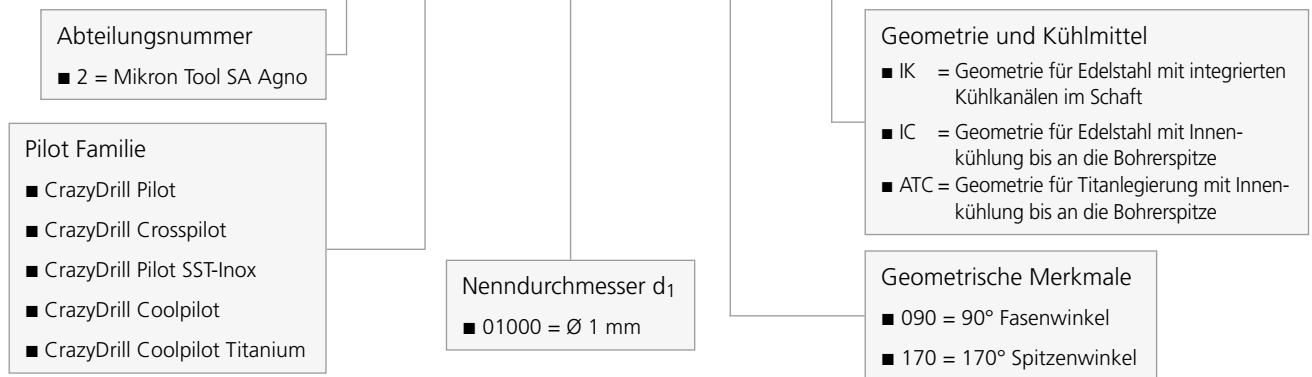 Abteilungsnummer
■ 2 = Mikron Tool SA Agno
Pilot Familie
■ CrazyDrill Pilot
■ CrazyDrill Crosspilot
■ CrazyDrill Pilot SST-Inox
■ CrazyDrill Coolpilot
■ CrazyDrill Coolpilot Titanium
Nenndurchmesser d1
■ 01000 = Ø 1 mm
Geometrie und Kühlmittel
■ IK = Geometrie für Edelstahl mit integrierten
Kühlkanälen im Schaft
■ IC = Geometrie für Edelstahl mit Innen-
kühlung bis an die Bohrerspitze
■ ATC = Geometrie für Titanlegierung mit Innen-
kühlung bis an die Bohrerspitze
Geometrische Merkmale
■ 090 = 90° Fasenwinkel
■ 170 = 170° Spitzenwinkel